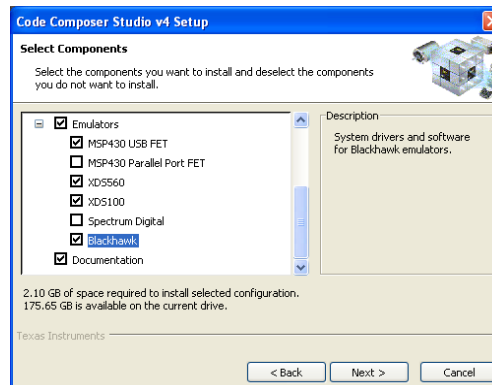 Code Composer Studio v4 Setup
Select Components
Select the components you want to install and deselect the components
you do not want to install.
Emulators
MSP430 USB FET
MSP430 Parallel Port FET
XDS560
XDS100
Spectrum Digital
Blackhawk
Documentation
Description
System drivers and software
for Blackhawk emulators.
2.10 GB of space required to install selected configuration.
175.65 GB is available on the current drive.
Texas Instruments
< Back
Next >
Cancel